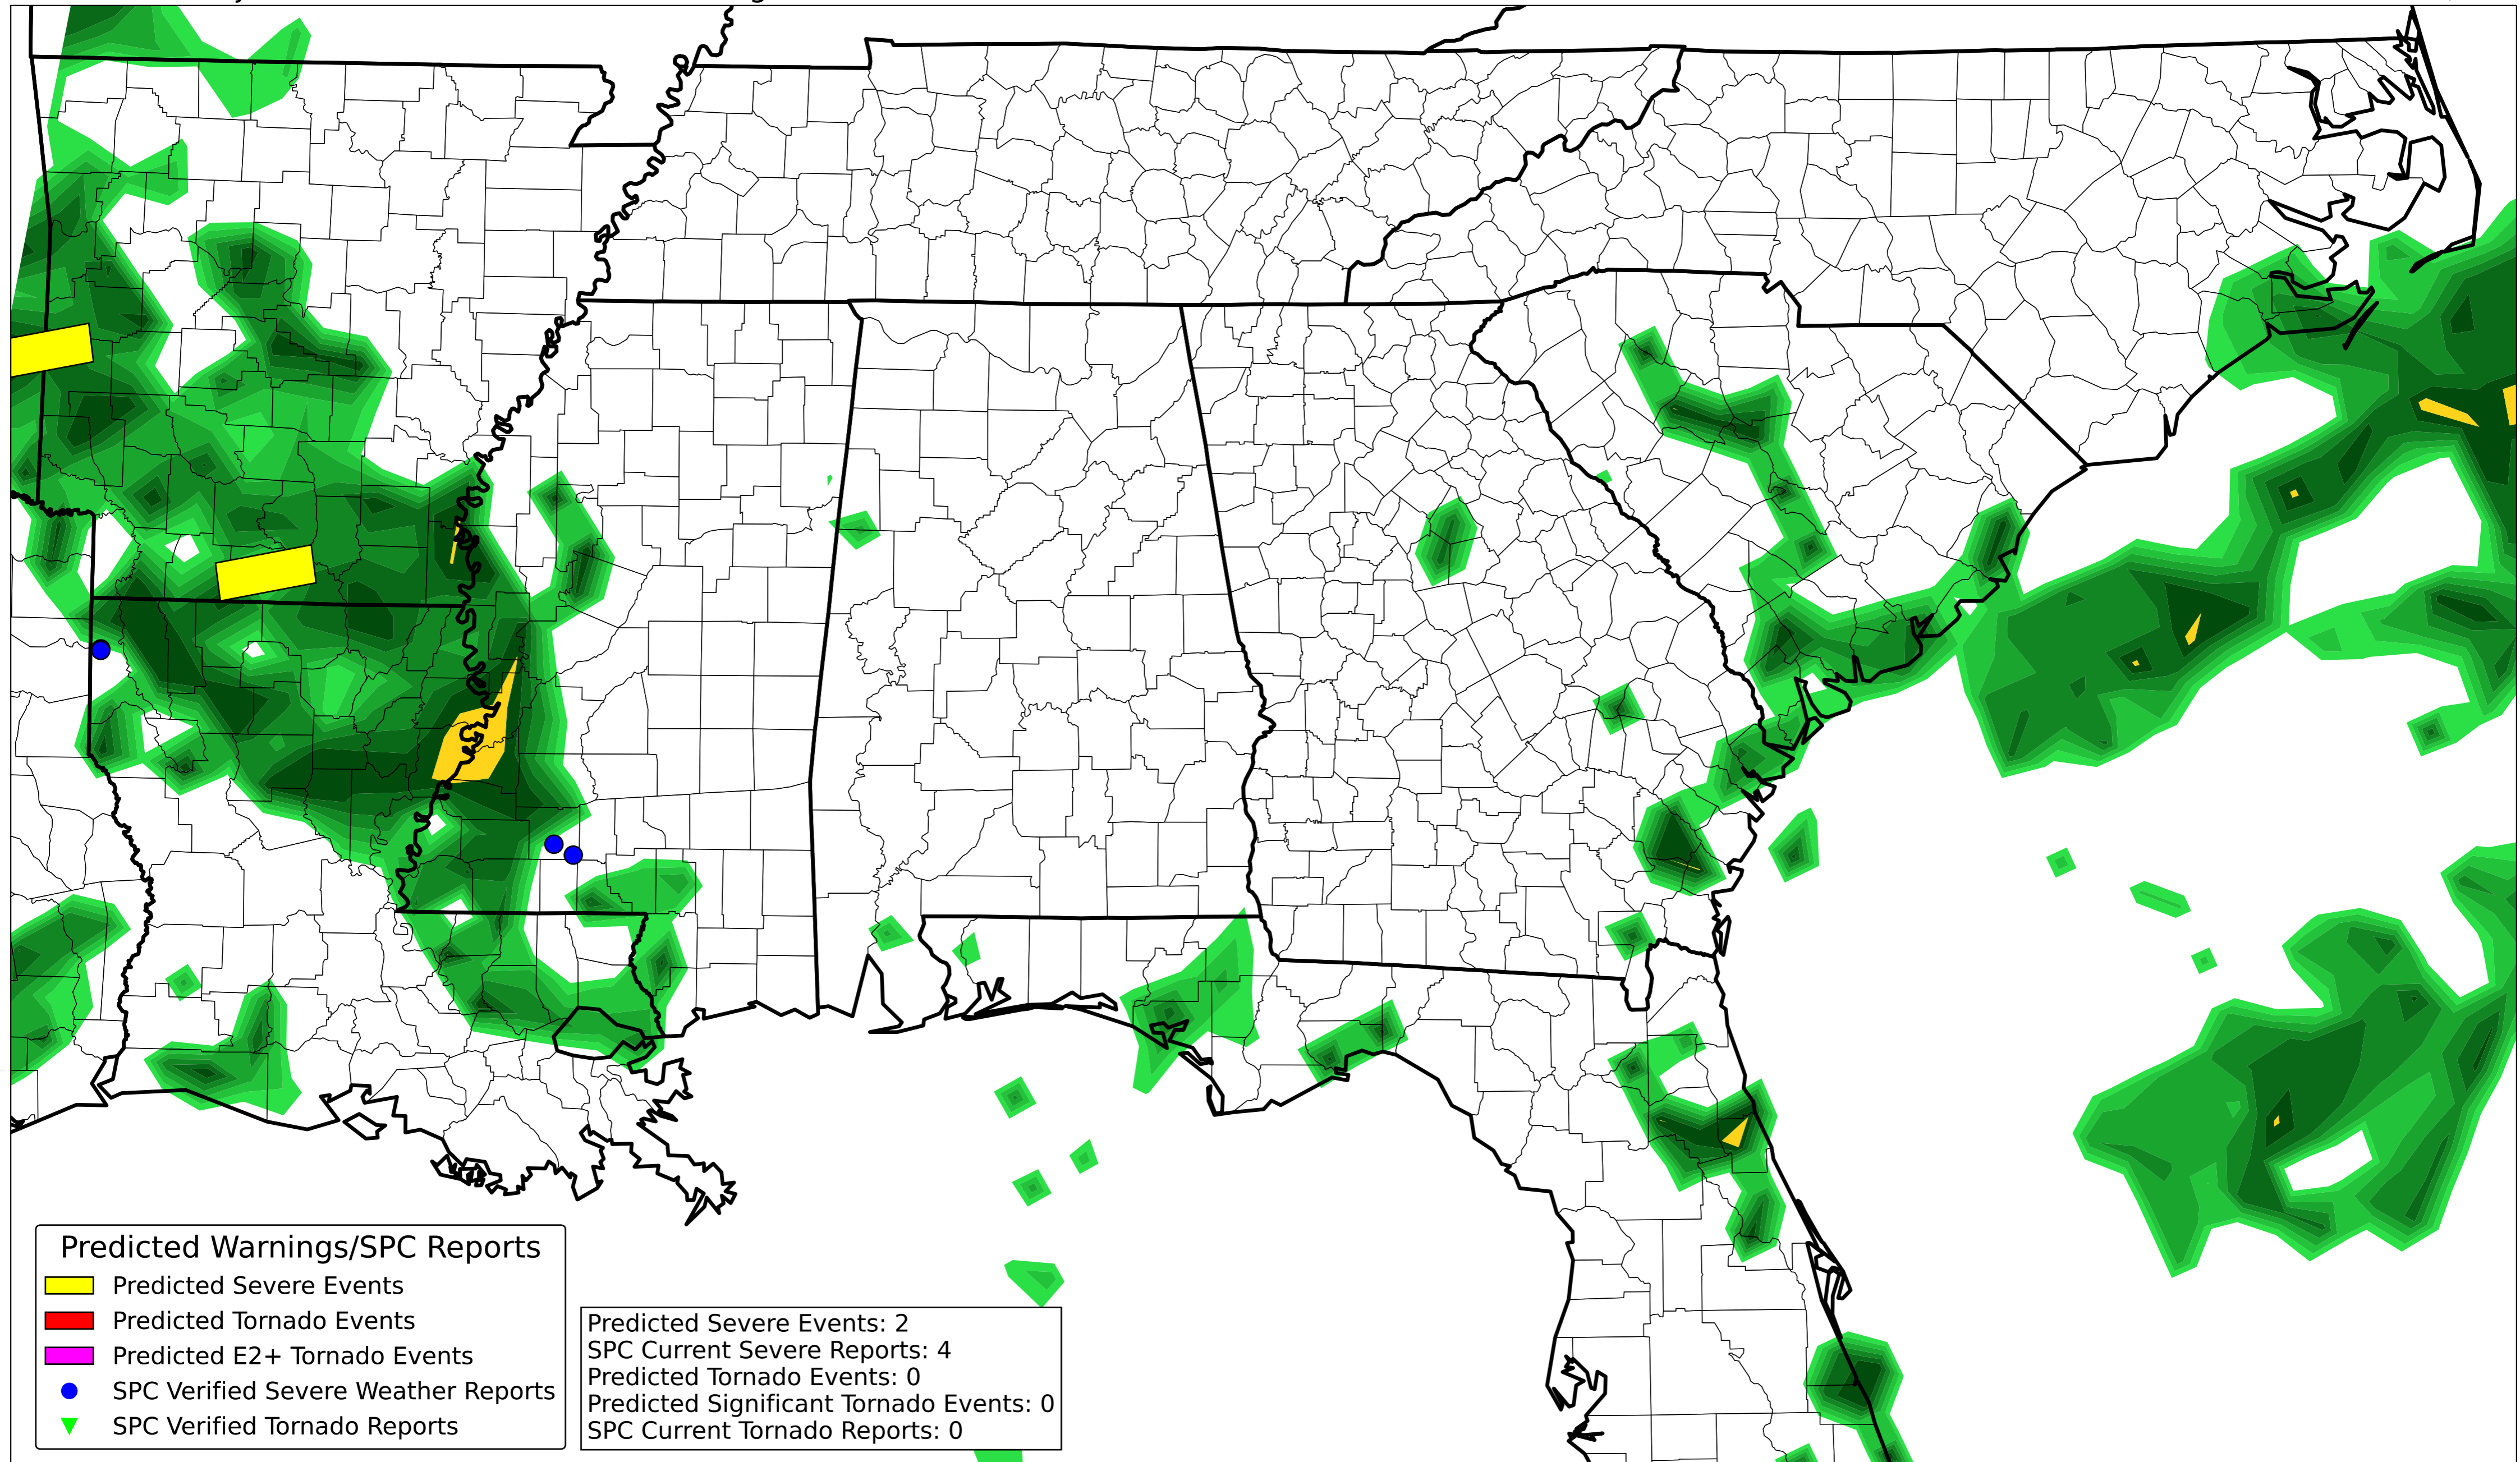 Predicted Warnings/SPC Reports
Predicted Severe Events
Predicted Tornado Events
Predicted E2+ Tornado Events
SPC Verified Severe Weather Reports
SPC Verified Tornado Reports
Predicted Severe Events: 2
SPC Current Severe Reports: 4
Predicted Tornado Events: 0
Predicted Significant Tornado Events: 0
SPC Current Tornado Reports: 0